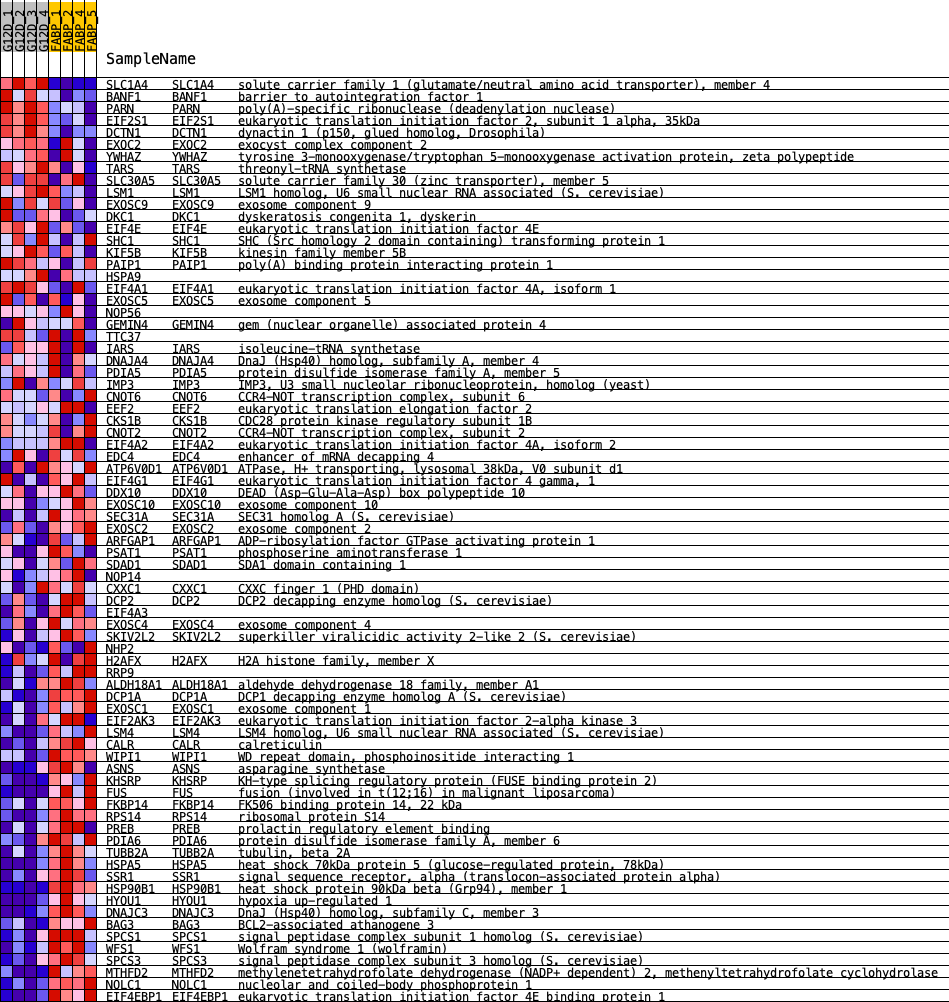 G12D_1 G12D_2 G12D_3 G12D_4 FABP_1 FABP_2 FABP_4 FABP_5
SampleName
SLC1A4 SLC1A4 solute carrier family 1 (glutamate/neutral amino acid transporter), member 4
BANF1 BANF1 barrier to autointegration factor 1
PARN PARN poly(A)-specific ribonuclease (deadenylation nuclease)
EIF2S1 EIF2S1 eukaryotic translation initiation factor 2, subunit 1 alpha, 35kDa
DCTN1 DCTN1 dynactin 1 (p150, glued homolog, Drosophila)
EXOC2 EXOC2 exocyst complex component 2
YWHAZ YWHAZ tyrosine 3-monooxygenase/tryptophan 5-monooxygenase activation protein, zeta polypeptide
TARS TARS threonyl-tRNA synthetase
SLC30A5 SLC30A5 solute carrier family 30 (zinc transporter), member 5
LSM1 LSM1 LSM1 homolog, U6 small nuclear RNA associated (S. cerevisiae)
EXOSC9 EXOSC9 exosome component 9
DKC1 DKC1 dyskeratosis congenita 1, dyskerin
EIF4E EIF4E eukaryotic translation initiation factor 4E
SHC1 SHC1 SHC (Src homology 2 domain containing) transforming protein 1
KIF5B KIF5B kinesin family member 5B
PAIP1 PAIP1 poly(A) binding protein interacting protein 1
HSPA9
EIF4A1 EIF4A1 eukaryotic translation initiation factor 4A, isoform 1
EXOSC5 EXOSC5 exosome component 5
NOP56
GEMIN4 GEMIN4 gem (nuclear organelle) associated protein 4
TTC37
IARS IARS isoleucine-tRNA synthetase
DNAJA4 DNAJA4 DnaJ (Hsp40) homolog, subfamily A, member 4
PDIA5 PDIA5 protein disulfide isomerase family A, member 5
IMP3 IMP3 IMP3, U3 small nucleolar ribonucleoprotein, homolog (yeast)
CNOT6 CNOT6 CCR4-NOT transcription complex, subunit 6
EEF2 EEF2 eukaryotic translation elongation factor 2
CKS1B CKS1B CDC28 protein kinase regulatory subunit 1B
CNOT2 CNOT2 CCR4-NOT transcription complex, subunit 2
EIF4A2 EIF4A2 eukaryotic translation initiation factor 4A, isoform 2
EDC4 EDC4 enhancer of mRNA decapping 4
ATP6V0D1 ATP6V0D1 ATPase, H+ transporting, lysosomal 38kDa, V0 subunit d1
EIF4G1 EIF4G1 eukaryotic translation initiation factor 4 gamma, 1
DDX10 DDX10 DEAD (Asp-Glu-Ala-Asp) box polypeptide 10
EXOSC10 EXOSC10 exosome component 10
SEC31A SEC31A SEC31 homolog A (S. cerevisiae)
EXOSC2 EXOSC2 exosome component 2
ARFGAP1 ARFGAP1 ADP-ribosylation factor GTPase activating protein 1
PSAT1 PSAT1 phosphoserine aminotransferase 1
SDAD1 SDAD1 SDA1 domain containing 1
NOP14
CXXC1 CXXC1 CXXC finger 1 (PHD domain)
DCP2 DCP2 DCP2 decapping enzyme homolog (S. cerevisiae)
EIF4A3
EXOSC4 EXOSC4 exosome component 4
SKIV2L2 SKIV2L2 superkiller viralicidic activity 2-like 2 (S. cerevisiae)
NHP2
H2AFX H2AFX H2A histone family, member X
RRP9
ALDH18A1 ALDH18A1 aldehyde dehydrogenase 18 family, member A1
DCP1A DCP1A DCP1 decapping enzyme homolog A (S. cerevisiae)
EXOSC1 EXOSC1 exosome component 1
EIF2AK3 EIF2AK3 eukaryotic translation initiation factor 2-alpha kinase 3
LSM4 LSM4 LSM4 homolog, U6 small nuclear RNA associated (S. cerevisiae)
CALR CALR calreticulin
WIPI1 WIPI1 WD repeat domain, phosphoinositide interacting 1
ASNS ASNS asparagine synthetase
KHSRP KHSRP KH-type splicing regulatory protein (FUSE binding protein 2)
FUS FUS fusion (involved in t(12;16) in malignant liposarcoma)
FKBP14 FKBP14 FK506 binding protein 14, 22 kDa
RPS14 RPS14 ribosomal protein S14
PREB PREB prolactin regulatory element binding
PDIA6 PDIA6 protein disulfide isomerase family A, member 6
TUBB2A TUBB2A tubulin, beta 2A
HSPA5 HSPA5 heat shock 70kDa protein 5 (glucose-regulated protein, 78kDa)
SSR1 SSR1 signal sequence receptor, alpha (translocon-associated protein alpha)
HSP90B1 HSP90B1 heat shock protein 90kDa beta (Grp94), member 1
HYOU1 HYOU1 hypoxia up-regulated 1
DNAJC3 DNAJC3 DnaJ (Hsp40) homolog, subfamily C, member 3
BAG3 BAG3 BCL2-associated athanogene 3
SPCS1 SPCS1 signal peptidase complex subunit 1 homolog (S. cerevisiae)
WFS1 WFS1 Wolfram syndrome 1 (wolframin)
SPCS3 SPCS3 signal peptidase complex subunit 3 homolog (S. cerevisiae)
MTHFD2 MTHFD2 methylenetetrahydrofolate dehydrogenase (NADP+ dependent) 2, methenyltetrahydrofolate cyclohydrolase
NOLC1 NOLC1 nucleolar and coiled-body phosphoprotein 1
EIF4EBP1 EIF4EBP1 eukaryotic translation initiation factor 4E binding protein 1